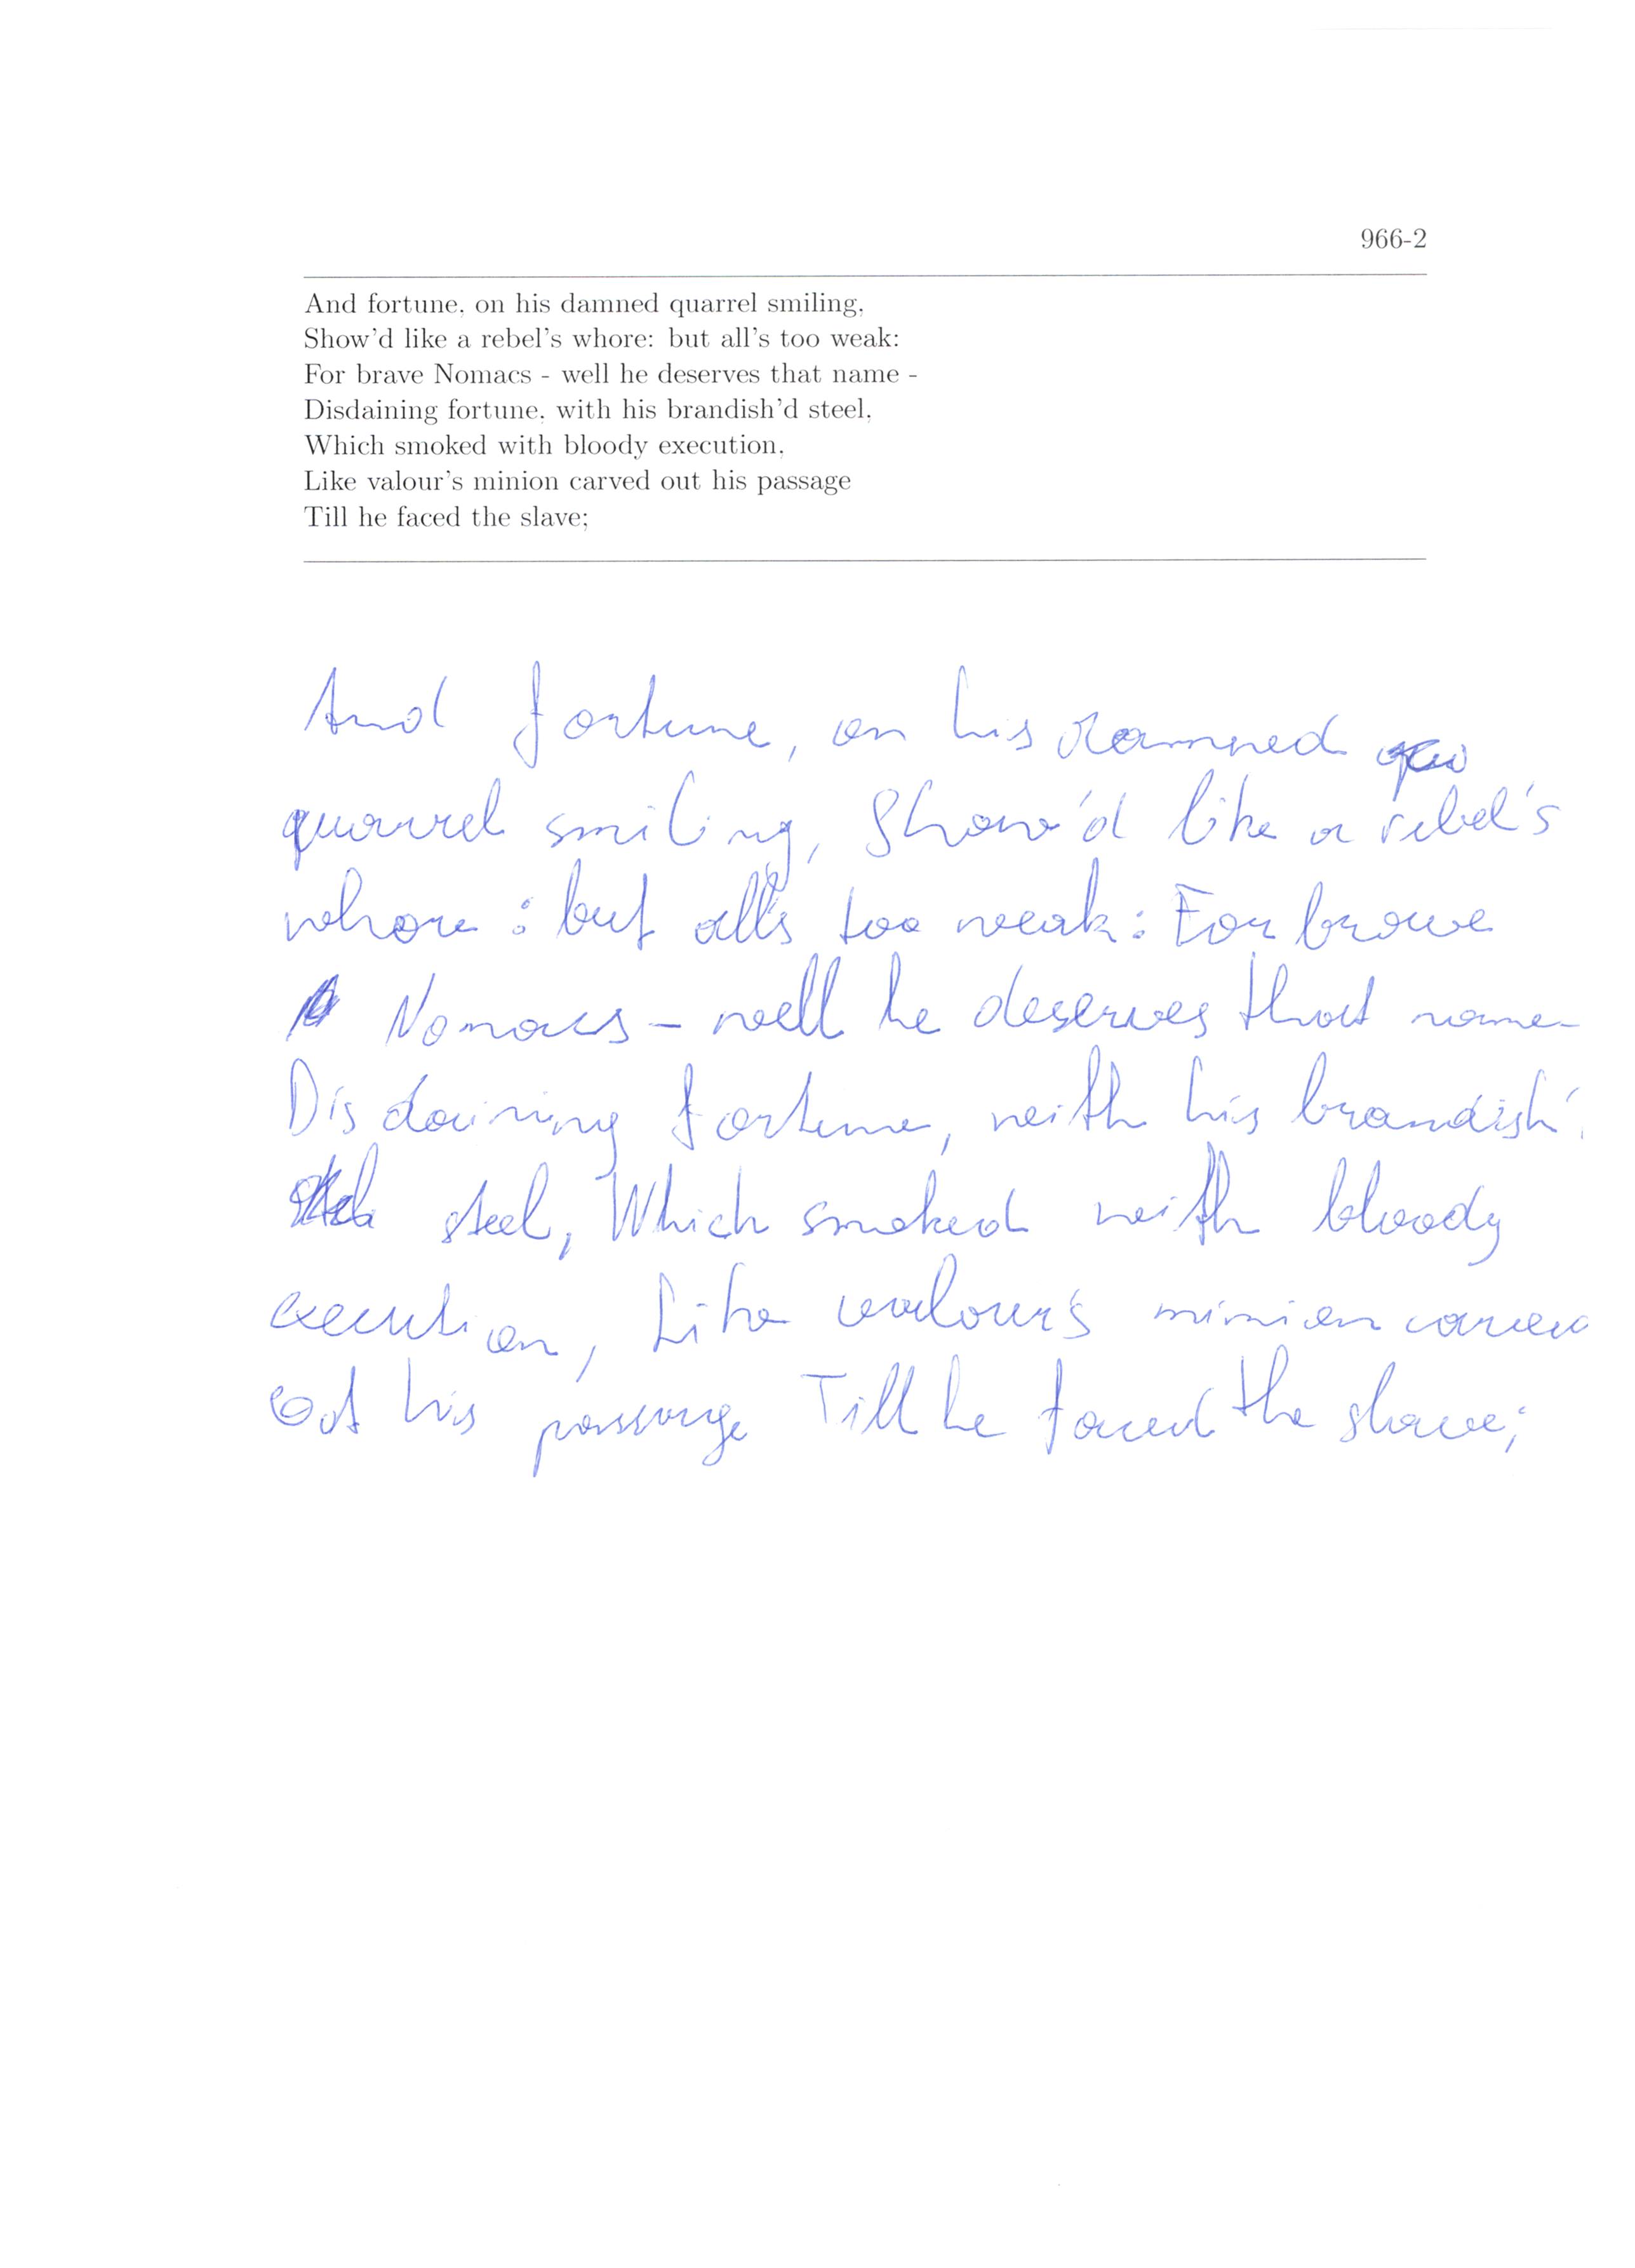 966-2
And fortune, on his damned quarrel smiling,
Show'd like a rebel's whore: but all's too weak:
For brave Nomacs - well he deserves that name -
Disdaining fortune, with his brandish'd steel,
Which smoked with bloody execution,
Like valour's minion carved out his passage
Till he faced the slave;
And fortune, on his damned
quarrel smiling, Show'd like a rebel's
whore: but all's too weak: For brave
Nomacs - well he deserves that name -
Disdaining fortune, with his brandish'
steel, Which smoked with bloody
execution, Like valour's minion carved
out his passage Till he faced the slave;